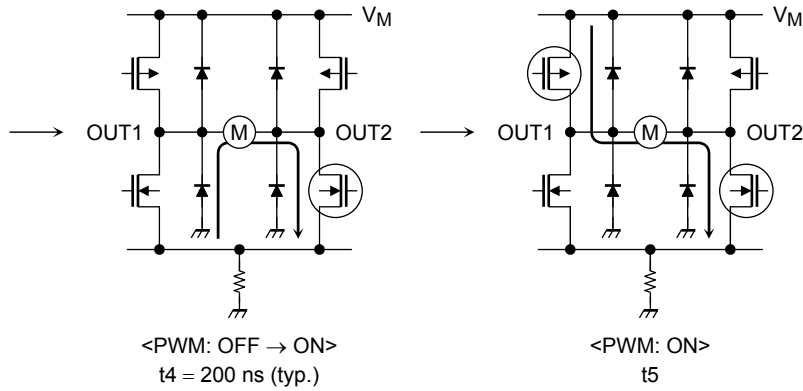 V_M
V_M
OUT1 M OUT2
OUT1 M OUT2
<PWM: OFF → ON>
t4 = 200 ns (typ.)
<PWM: ON>
t5